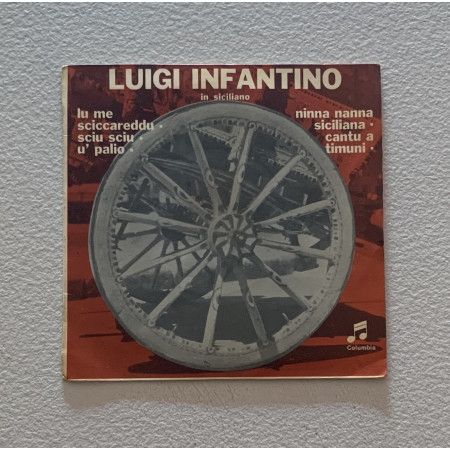 LUIGI INFANTINO
in siciliano
lu me
sciccareddu •
sciu sciu •
u' palio •
ninna nanna
siciliana •
cantu a
timuni •
Columbia